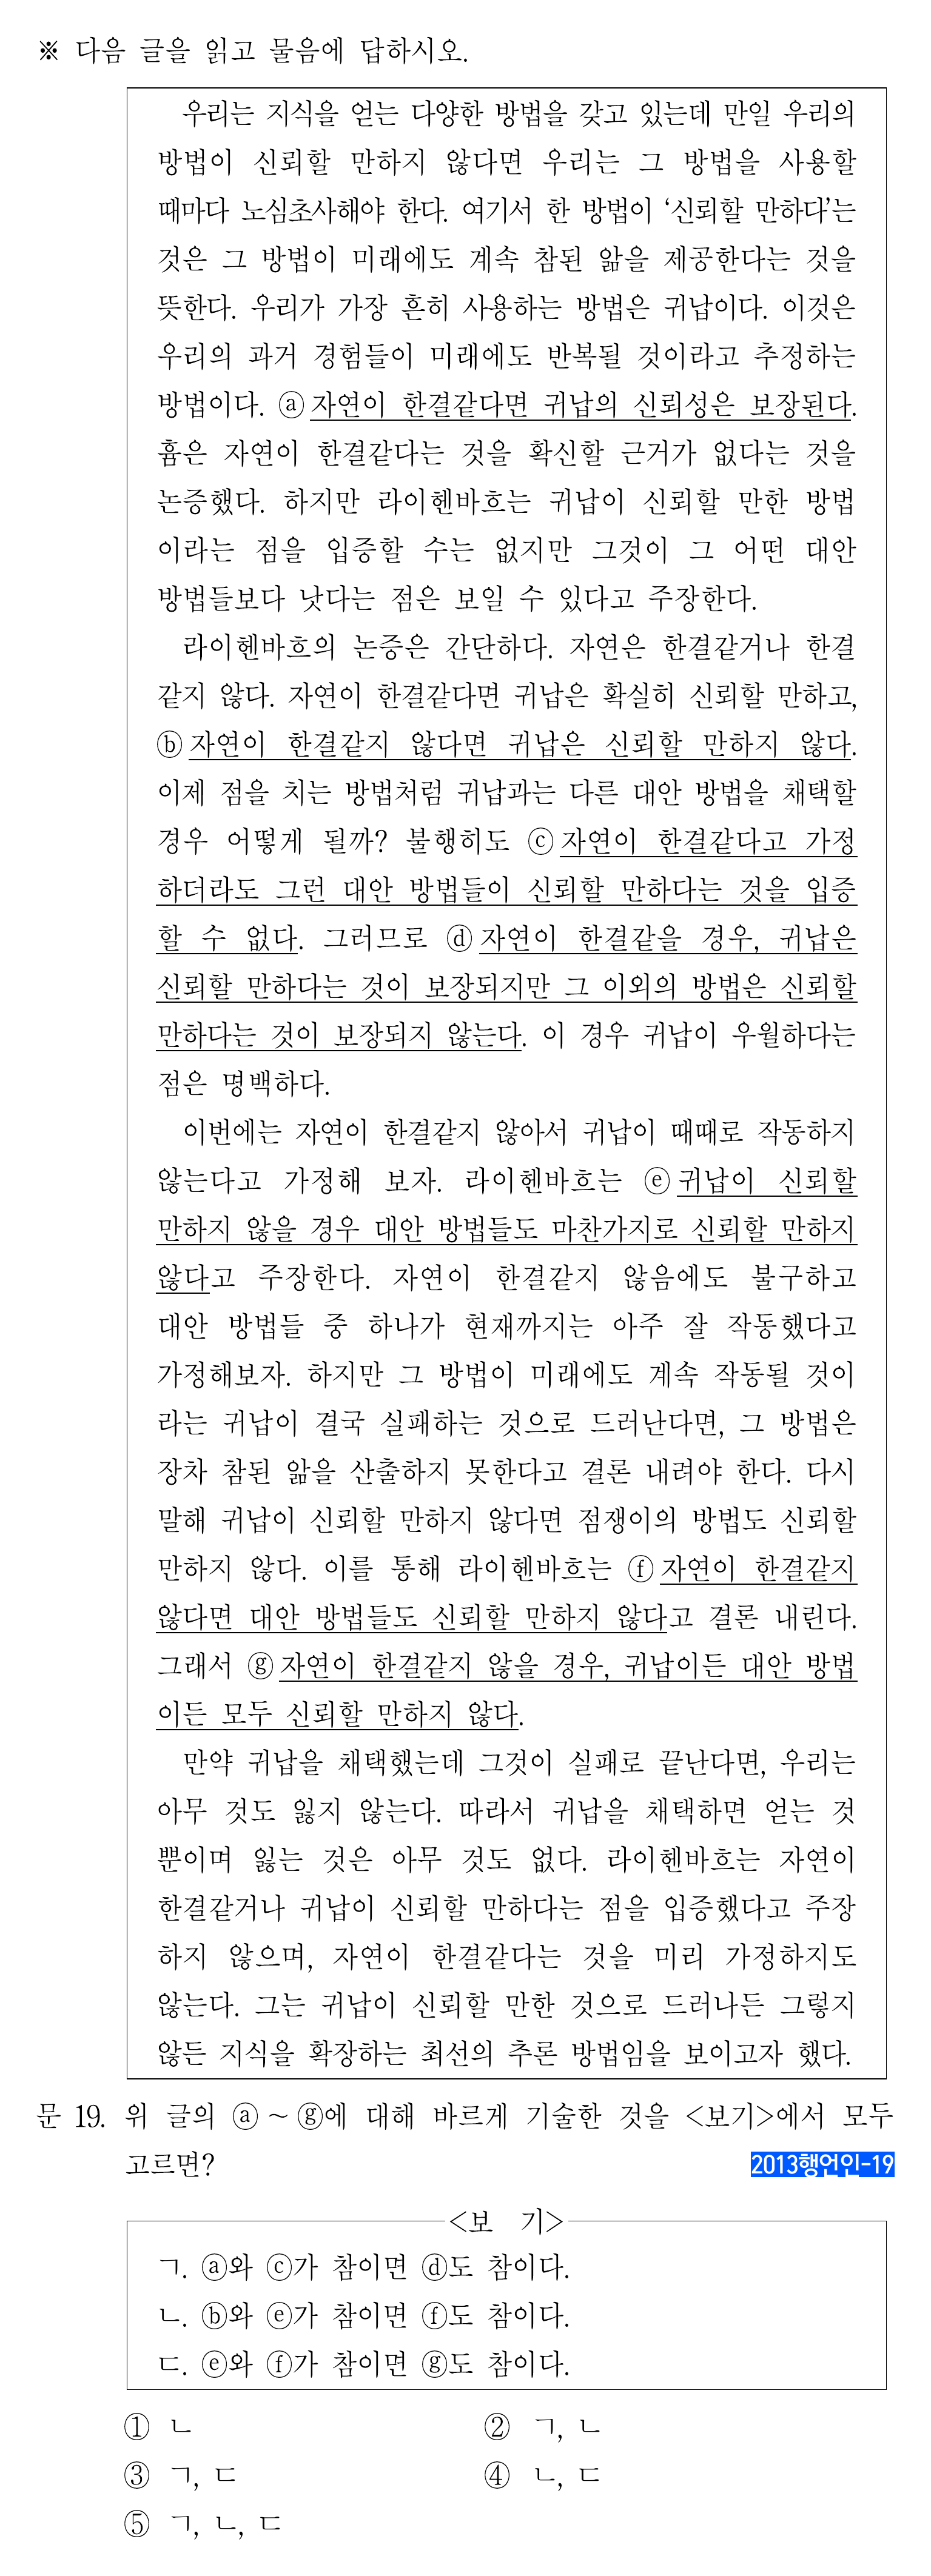 ※ 다음 글을 읽고 물음에 답하시오.
우리는 지식을 얻는 다양한 방법을 갖고 있는데 만일 우리의
방법이 신뢰할 만하지 않다면 우리는 그 방법을 사용할
때마다 노심초사해야 한다. 여기서 한 방법이 ‘신뢰할 만하다’는
것은 그 방법이 미래에도 계속 참된 앎을 제공한다는 것을
뜻한다. 우리가 가장 흔히 사용하는 방법은 귀납이다. 이것은
우리의 과거 경험들이 미래에도 반복될 것이라고 추정하는
방법이다. ⓐ자연이 한결같다면 귀납의 신뢰성은 보장된다.
흄은 자연이 한결같다는 것을 확신할 근거가 없다는 것을
논증했다. 하지만 라이헨바흐는 귀납이 신뢰할 만한 방법
이라는 점을 입증할 수는 없지만 그것이 그 어떤 대안
방법들보다 낫다는 점은 보일 수 있다고 주장한다.
라이헨바흐의 논증은 간단하다. 자연은 한결같거나 한결
같지 않다. 자연이 한결같다면 귀납은 확실히 신뢰할 만하고,
ⓑ자연이 한결같지 않다면 귀납은 신뢰할 만하지 않다.
이제 점을 치는 방법처럼 귀납과는 다른 대안 방법을 채택할
경우 어떻게 될까? 불행히도 ⓒ자연이 한결같다고 가정
하더라도 그런 대안 방법들이 신뢰할 만하다는 것을 입증
할 수 없다. 그러므로 ⓓ자연이 한결같을 경우, 귀납은
신뢰할 만하다는 것이 보장되지만 그 이외의 방법은 신뢰할
만하다는 것이 보장되지 않는다. 이 경우 귀납이 우월하다는
점은 명백하다.
이번에는 자연이 한결같지 않아서 귀납이 때때로 작동하지
않는다고 가정해 보자. 라이헨바흐는 ⓔ귀납이 신뢰할
만하지 않을 경우 대안 방법들도 마찬가지로 신뢰할 만하지
않다고 주장한다. 자연이 한결같지 않음에도 불구하고
대안 방법들 중 하나가 현재까지는 아주 잘 작동했다고
가정해보자. 하지만 그 방법이 미래에도 계속 작동될 것이
라는 귀납이 결국 실패하는 것으로 드러난다면, 그 방법은
장차 참된 앎을 산출하지 못한다고 결론 내려야 한다. 다시
말해 귀납이 신뢰할 만하지 않다면 점쟁이의 방법도 신뢰할
만하지 않다. 이를 통해 라이헨바흐는 ⓕ자연이 한결같지
않다면 대안 방법들도 신뢰할 만하지 않다고 결론 내린다.
그래서 ⓖ자연이 한결같지 않을 경우, 귀납이든 대안 방법
이든 모두 신뢰할 만하지 않다.
만약 귀납을 채택했는데 그것이 실패로 끝난다면, 우리는
아무 것도 잃지 않는다. 따라서 귀납을 채택하면 얻는 것
뿐이며 잃는 것은 아무 것도 없다. 라이헨바흐는 자연이
한결같거나 귀납이 신뢰할 만하다는 점을 입증했다고 주장
하지 않으며, 자연이 한결같다는 것을 미리 가정하지도
않는다. 그는 귀납이 신뢰할 만한 것으로 드러나든 그렇지
않든 지식을 확장하는 최선의 추론 방법임을 보이고자 했다.
문 19. 위 글의 ⓐ～ⓖ에 대해 바르게 기술한 것을 <보기>에서 모두
고르면? 2013행언인-19
<보 기>
ㄱ. ⓐ와 ⓒ가 참이면 ⓓ도 참이다.
ㄴ. ⓑ와 ⓔ가 참이면 ⓕ도 참이다.
ㄷ. ⓔ와 ⓕ가 참이면 ⓖ도 참이다.
① ㄴ ② ㄱ, ㄴ
③ ㄱ, ㄷ ④ ㄴ, ㄷ
⑤ ㄱ, ㄴ, ㄷ